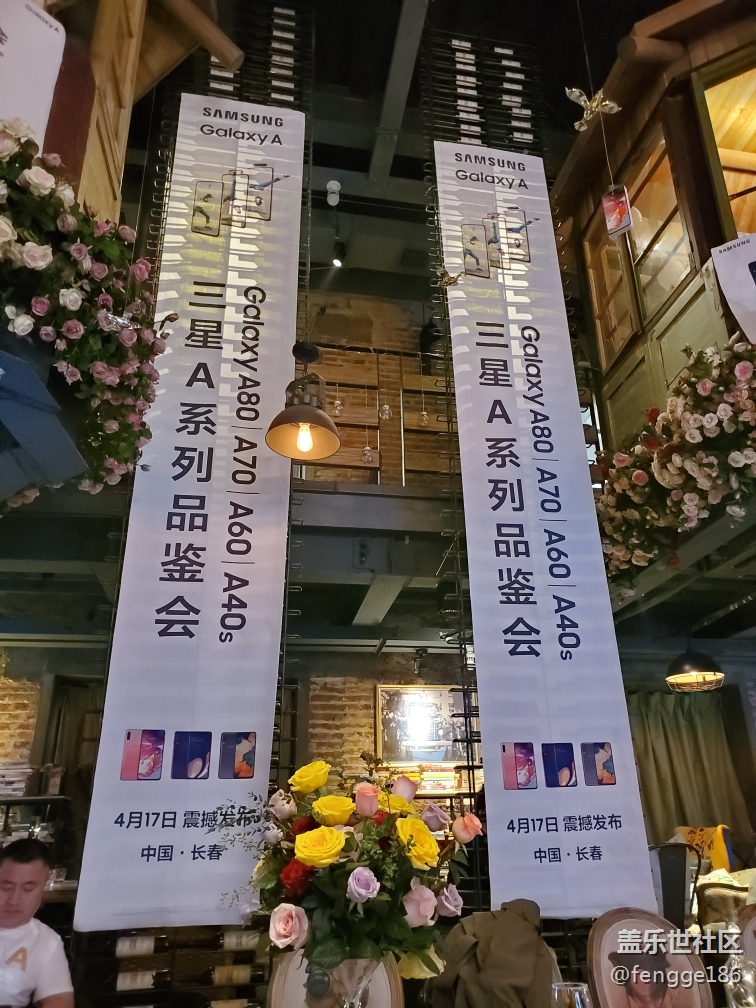 SAMSUNG
Galaxy A
Galaxy A80 | A70 | A60 | A40s
三星A系列品鉴会
4月17日 震撼发布
中国·长春
SAMSUNG
Galaxy A
Galaxy A80 | A70 | A60 | A40s
三星A系列品鉴会
4月17日 震撼发布
中国·长春
Galaxy A
SAMSUNG
A
盖乐世社区
@fengge186